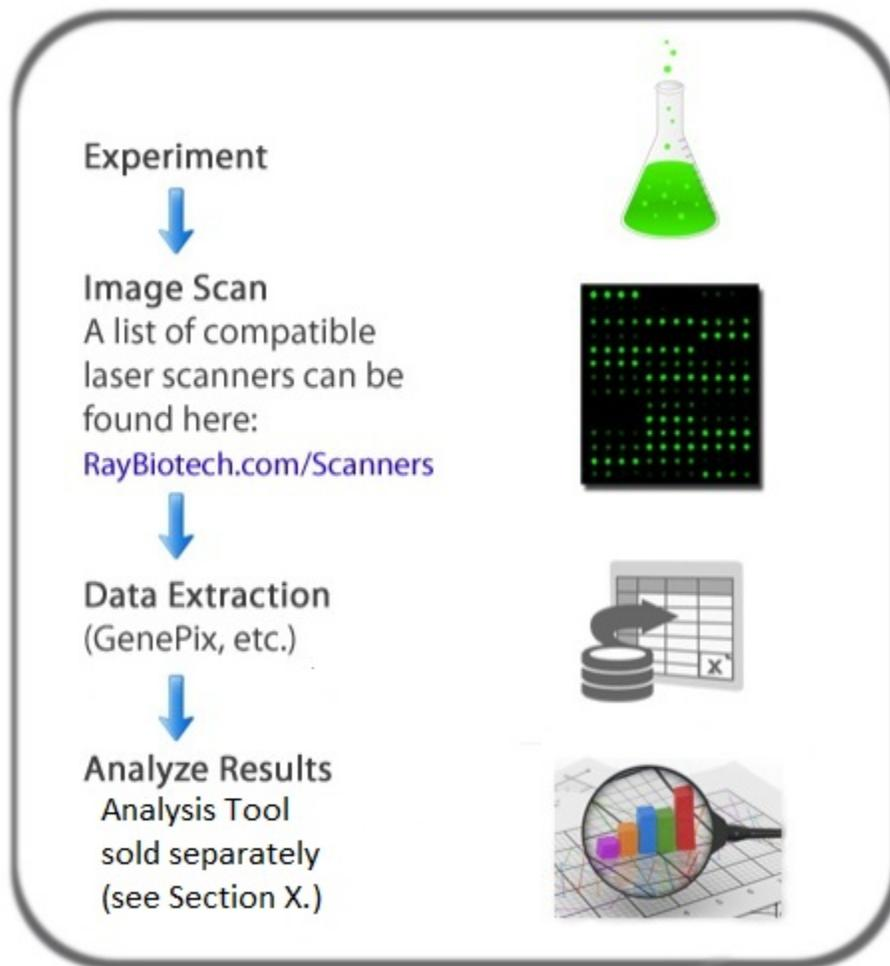 Experiment
Image Scan
A list of compatible
laser scanners can be
found here:
RayBiotech.com/Scanners
Data Extraction
(GenePix, etc.)
X
Analyze Results
Analysis Tool
sold separately
(see Section X.)